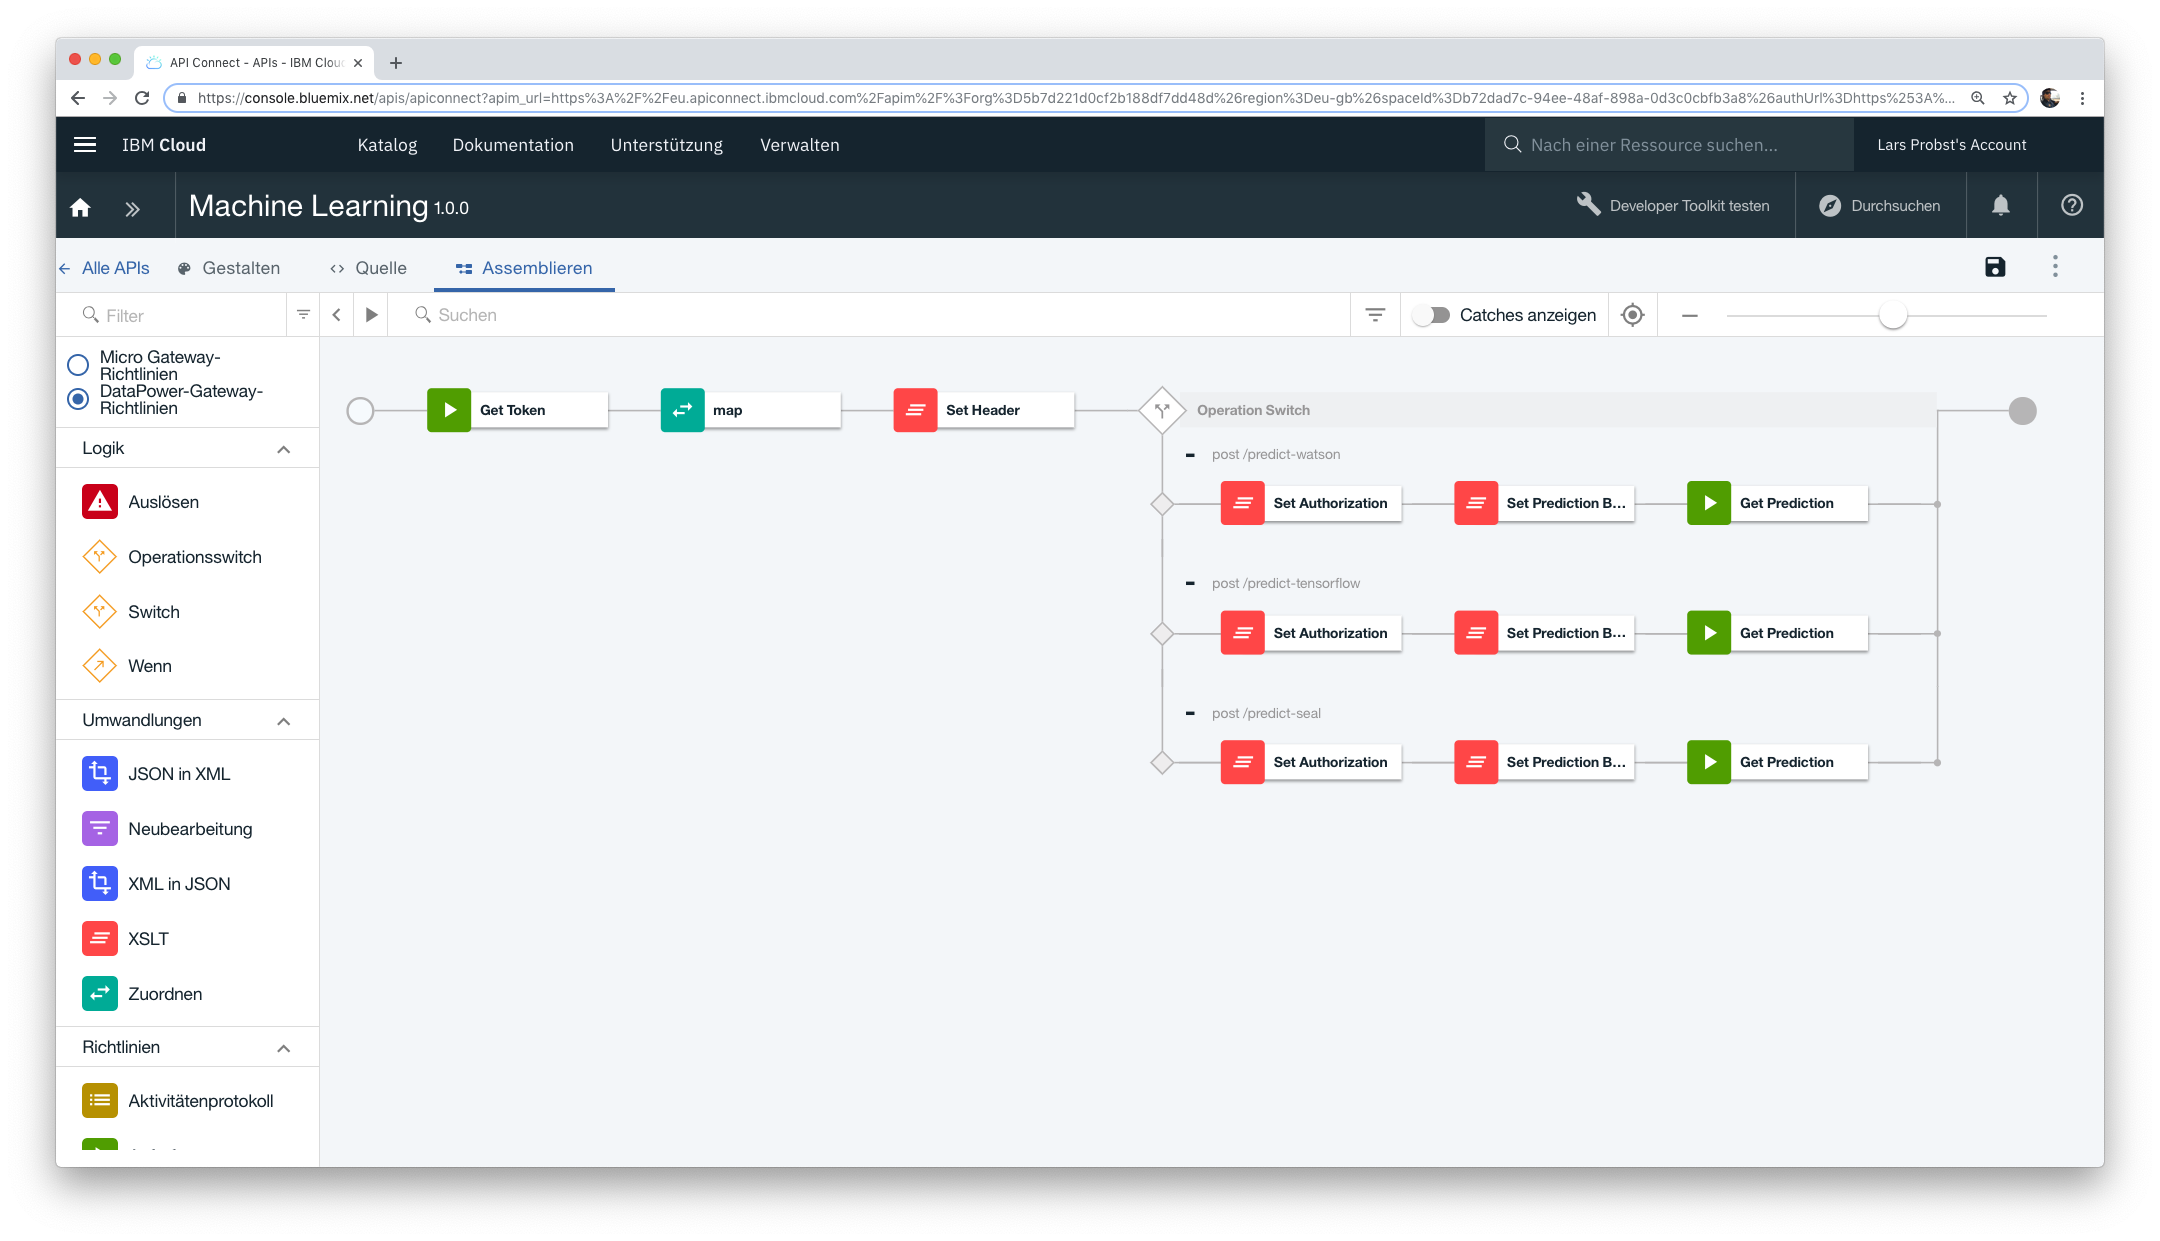 API Connect - APIs - IBM Clou
https://console.bluemix.net/apis/apiconnect?apim_url=https%3A%2F%2Feu.apiconnect.ibmcloud.com%2Fapim%2F%3Forg%3D5b7d221d0cf2b188df7dd48d%26region%3Deu-gb%26spaceId%3Db72dad7c-94ee-48af-898a-0d3c0cbfb3a8%26authUrl%3Dhttps%253A%...
IBM Cloud
Katalog
Dokumentation
Unterstützung
Verwalten
Nach einer Ressource suchen...
Lars Probst's Account
Machine Learning 1.0.0
Developer Toolkit testen
Durchsuchen
Alle APIs
Gestalten
Quelle
Assemblieren
Filter
Suchen
Catches anzeigen
Micro Gateway-
Richtlinien
DataPower-Gateway-
Richtlinien
Logik
Auslösen
Operationsswitch
Switch
Wenn
Umwandlungen
JSON in XML
Neubearbeitung
XML in JSON
XSLT
Zuordnen
Richtlinien
Aktivitätenprotokoll
Get Token
map
Set Header
Operation Switch
post /predict-watson
Set Authorization
Set Prediction B...
Get Prediction
post /predict-tensorflow
Set Authorization
Set Prediction B...
Get Prediction
post /predict-seal
Set Authorization
Set Prediction B...
Get Prediction